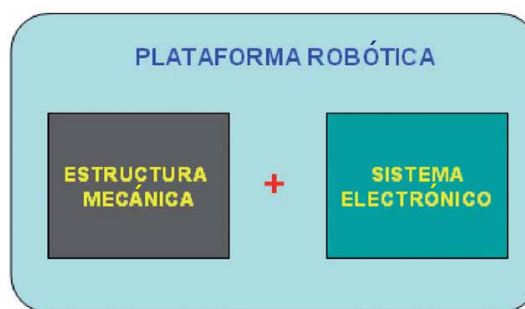 PLATAFORMA ROBÓTICA
ESTRUCTURA
MECÁNICA
+
SISTEMA
ELECTRÓNICO